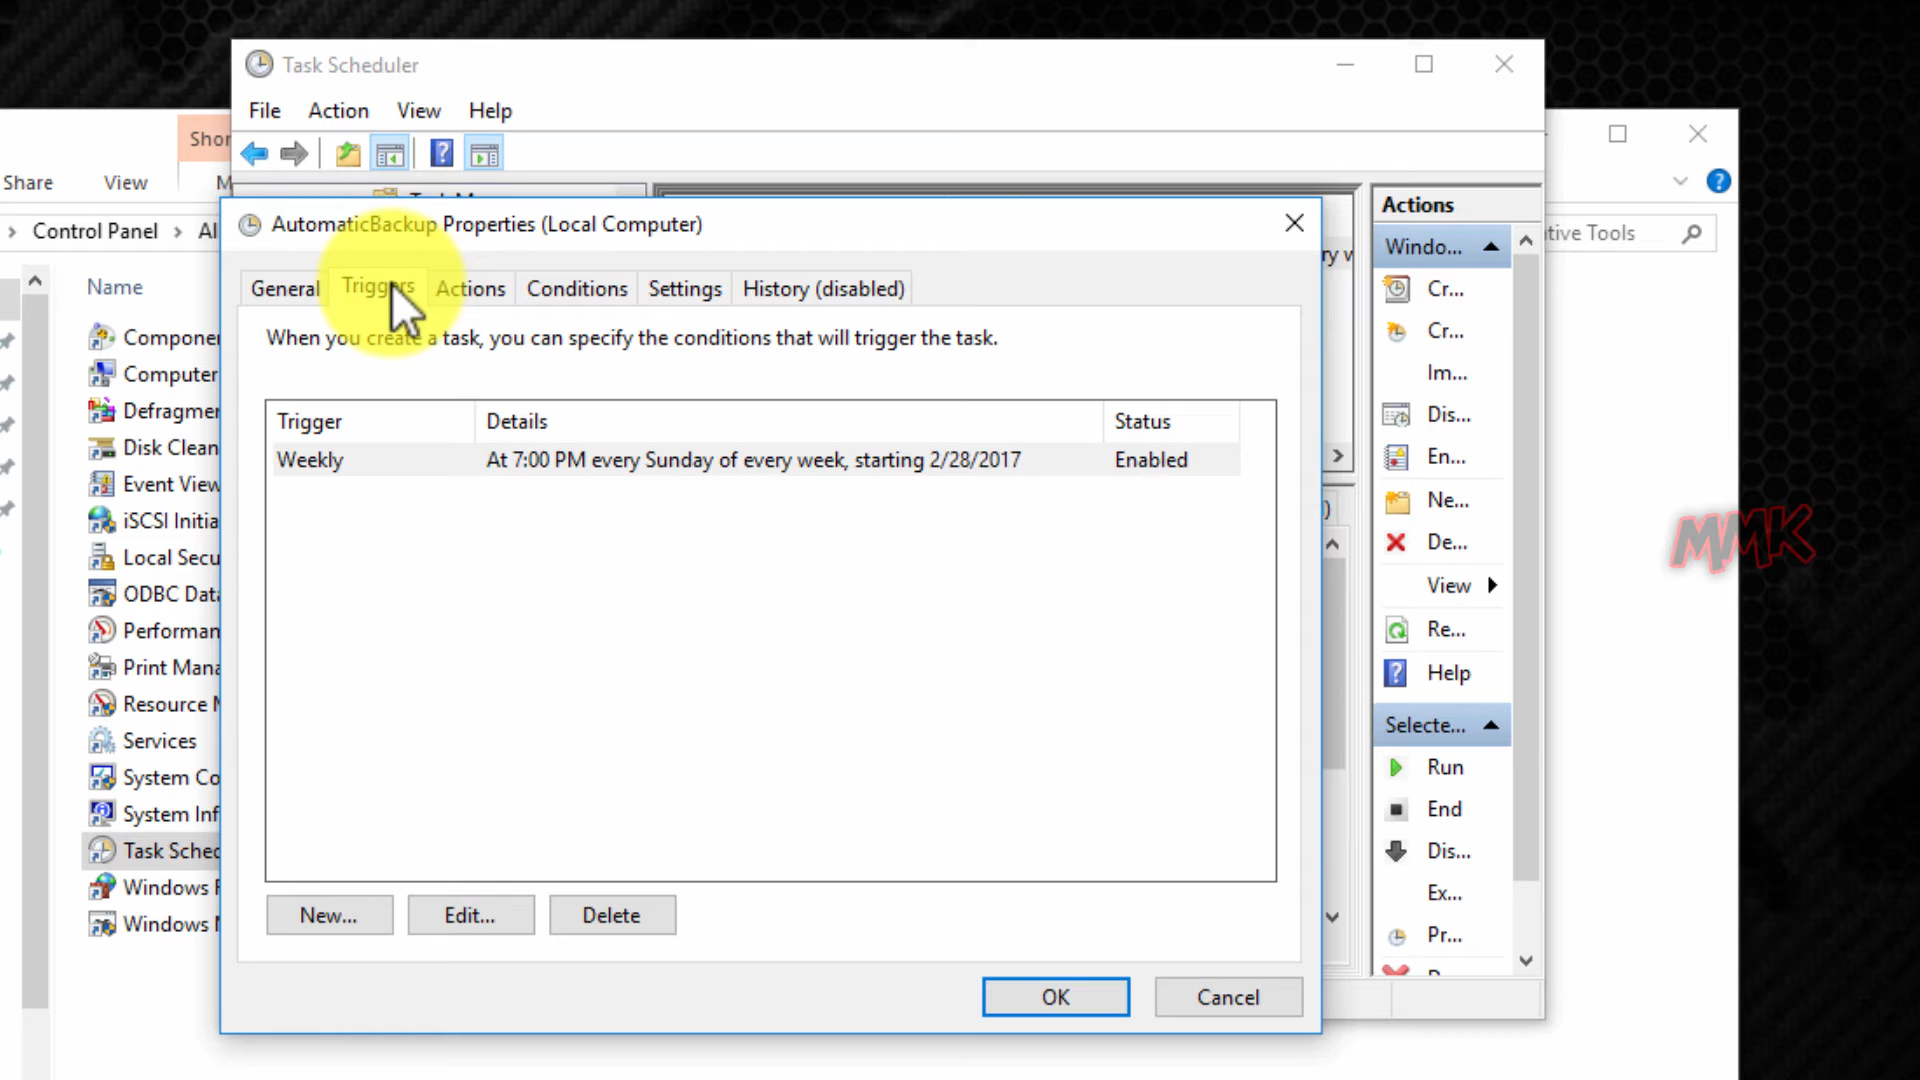 Task Scheduler
File Action View Help
Share View
Control Panel
Tools
Name
Computer
Services
AutomaticBackup Properties (Local Computer)
General Triggers Actions Conditions Settings History (disabled)
When you create a task, you can specify the conditions that will trigger the task.
Trigger Details Status
Weekly At 7:00 PM every Sunday of every week, starting 2/28/2017 Enabled
New... Edit... Delete
OK Cancel
Actions
Windo...
Cr...
Cr...
Im...
Dis...
En...
Ne...
De...
View
Re...
Help
Selecte...
Run
End
Dis...
Ex...
Pr...
MMK
Componen
Defragmen
Disk Clean
Event View
iSCSI Initia
Local Secu
ODBC Data
Performan
Print Mana
Resource M
System Co
System Inf
Task Sched
Windows F
Windows M